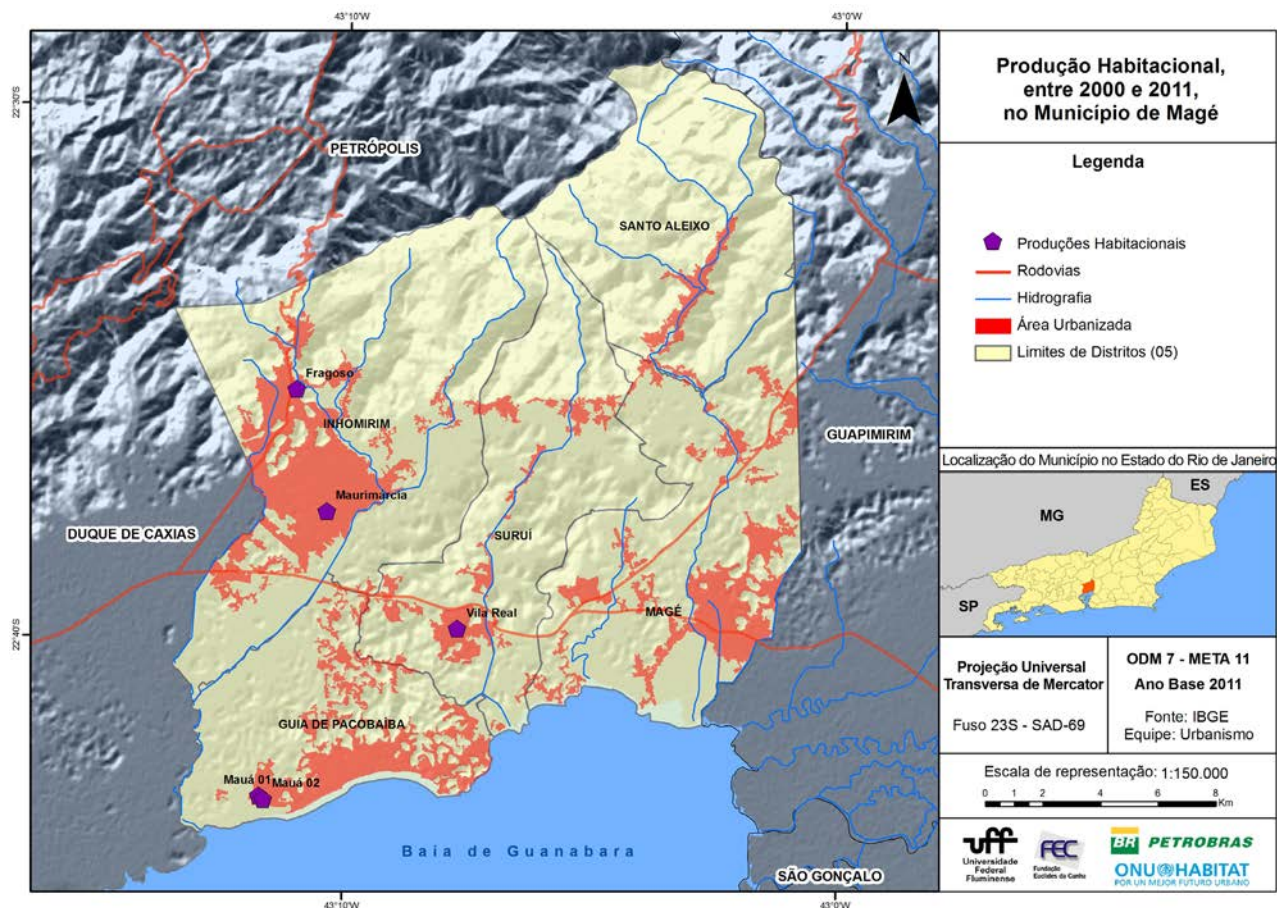 43°10'W
43°0'W
22°30'S
22°40'S
43°10'W
43°0'W
N
PETRÓPOLIS
SANTO ALEIXO
Fragoso
INHOMIRIM
GUAPIMIRIM
Maurimárcia
DUQUE DE CAXIAS
SURUÍ
Vila Real
MAGÉ
GUIA DE PACOBAÍBA
Mauá 01
Mauá 02
Baia de Guanabara
SÃO GONÇALO
Produção Habitacional,
entre 2000 e 2011,
no Município de Magé
Legenda
Produções Habitacionais
Rodovias
Hidrografia
Área Urbanizada
Limites de Distritos (05)
Localização do Município no Estado do Rio de Janeiro
ES
MG
SP
Projeção Universal
Transversa de Mercator
Fuso 23S - SAD-69
ODM 7 - META 11
Ano Base 2011
Fonte: IBGE
Equipe: Urbanismo
Escala de representação: 1:150.000
0 1 2 4 6 8
Km
uff
Universidade
Federal
Fluminense
FEC
Fundação
Euclides da Cunha
BR PETROBRAS
ONU HABITAT
POR UN MEJOR FUTURO URBANO